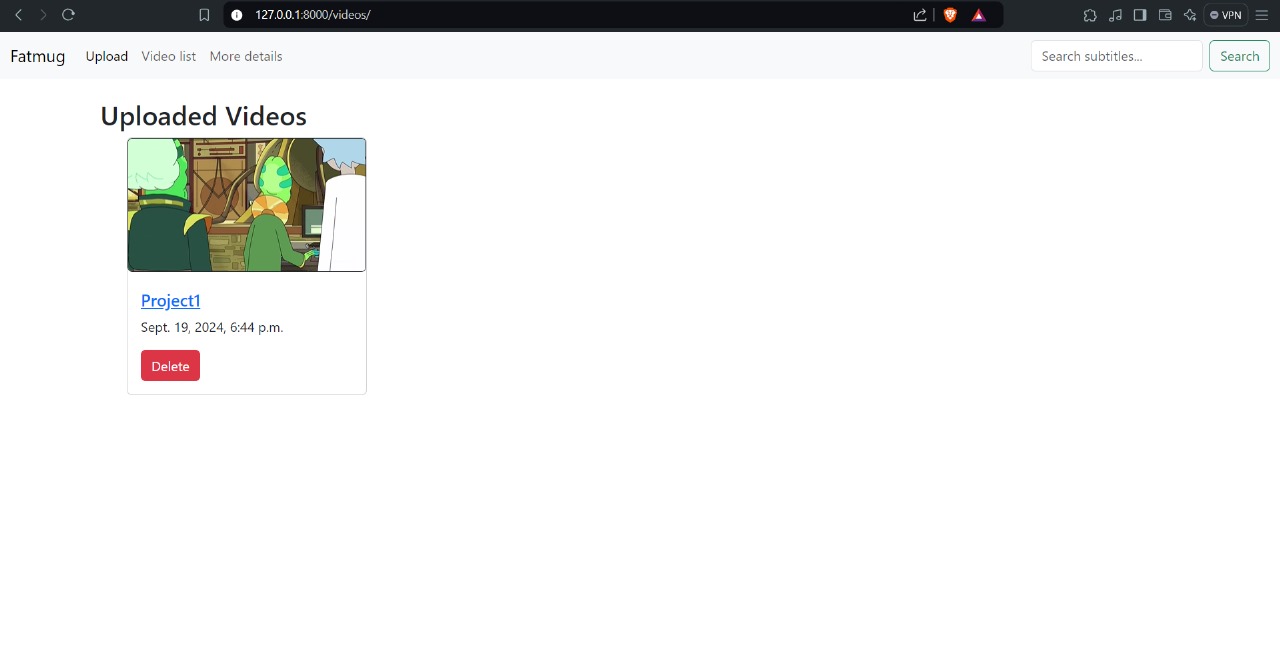 127.0.0.1:8000/videos/
VPN
Fatmug Upload Video list More details
Search subtitles...
Search
Uploaded Videos
Project1
Sept. 19, 2024, 6:44 p.m.
Delete